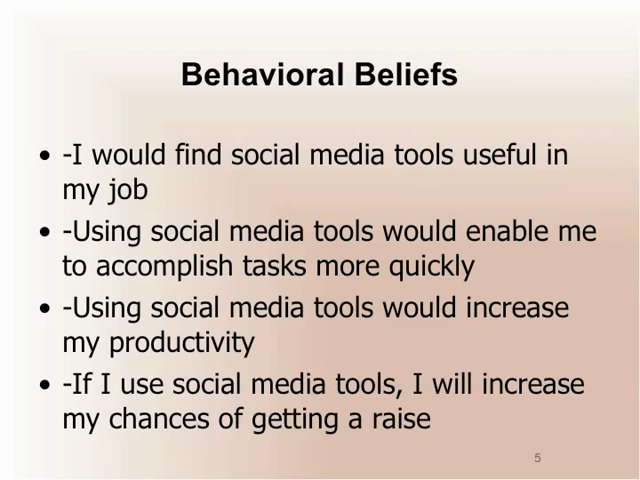 Behavioral Beliefs
• -I would find social media tools useful in
my job
• -Using social media tools would enable me
to accomplish tasks more quickly
• -Using social media tools would increase
my productivity
• -If I use social media tools, I will increase
my chances of getting a raise
5